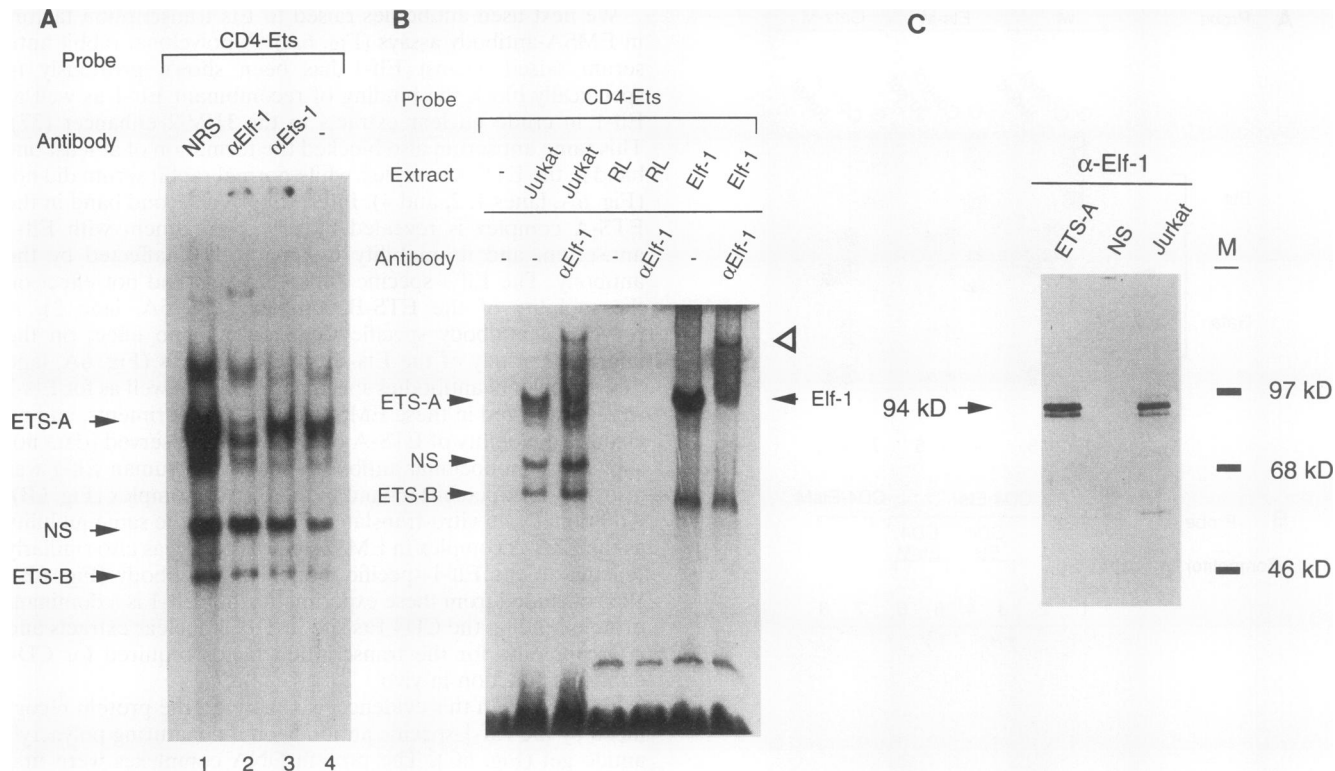 A
CD4-Ets
Probe
Antibody
NRS
αElf-1
αEts-1
-
ETS-A
NS
ETS-B
1 2 3 4
B
Probe
CD4-Ets
Extract
-
Jurkat
Jurkat
RL
RL
Elf-1
Elf-1
Antibody
-
-
αElf-1
-
αElf-1
-
αElf-1
ETS-A
NS
ETS-B
Elf-1
C
α-Elf-1
ETS-A
NS
Jurkat
M
94 kD
97 kD
68 kD
46 kD